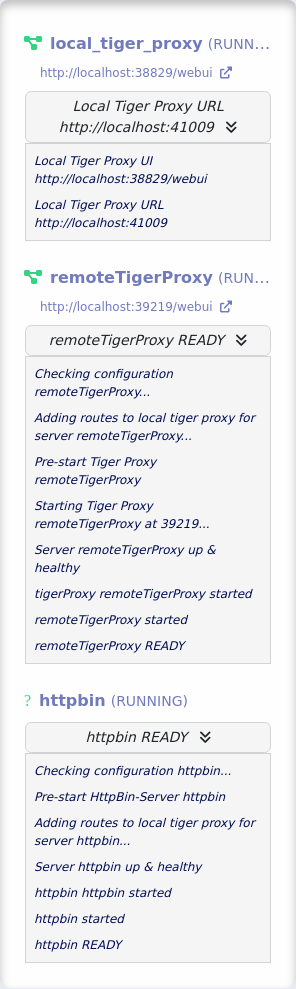 local_tiger_proxy (RUNN...
http://localhost:38829/webui
Local Tiger Proxy URL
http://localhost:41009
Local Tiger Proxy UI
http://localhost:38829/webui
Local Tiger Proxy URL
http://localhost:41009
remoteTigerProxy (RUN...
http://localhost:39219/webui
remoteTigerProxy READY
Checking configuration
remoteTigerProxy...
Adding routes to local tiger proxy for
server remoteTigerProxy...
Pre-start Tiger Proxy
remoteTigerProxy
Starting Tiger Proxy
remoteTigerProxy at 39219...
Server remoteTigerProxy up &
healthy
tigerProxy remoteTigerProxy started
remoteTigerProxy started
remoteTigerProxy READY
? httpbin (RUNNING)
httpbin READY
Checking configuration httpbin...
Pre-start HttpBin-Server httpbin
Adding routes to local tiger proxy for
server httpbin...
Server httpbin up & healthy
httpbin httpbin started
httpbin started
httpbin READY